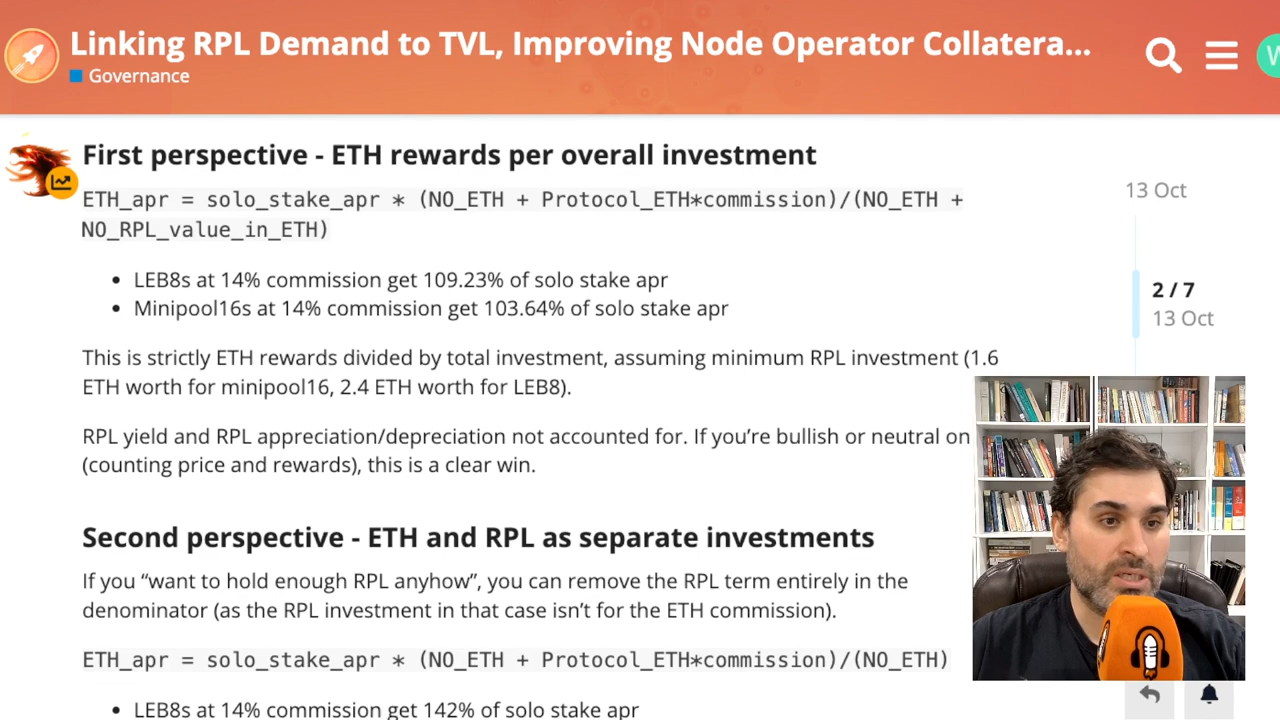 Linking RPL Demand to TVL, Improving Node Operator Collatera...
Governance
First perspective - ETH rewards per overall investment
ETH_apr = solo_stake_apr * (NO_ETH + Protocol_ETH*commission)/(NO_ETH +
NO_RPL_value_in_ETH)
• LEB8s at 14% commission get 109.23% of solo stake apr
• Minipool16s at 14% commission get 103.64% of solo stake apr
This is strictly ETH rewards divided by total investment, assuming minimum RPL investment (1.6
ETH worth for minipool16, 2.4 ETH worth for LEB8).
RPL yield and RPL appreciation/depreciation not accounted for. If you’re bullish or neutral on
(counting price and rewards), this is a clear win.
Second perspective - ETH and RPL as separate investments
If you “want to hold enough RPL anyhow”, you can remove the RPL term entirely in the
denominator (as the RPL investment in that case isn’t for the ETH commission).
ETH_apr = solo_stake_apr * (NO_ETH + Protocol_ETH*commission)/(NO_ETH)
• LEB8s at 14% commission get 142% of solo stake apr
13 Oct
2 / 7
13 Oct